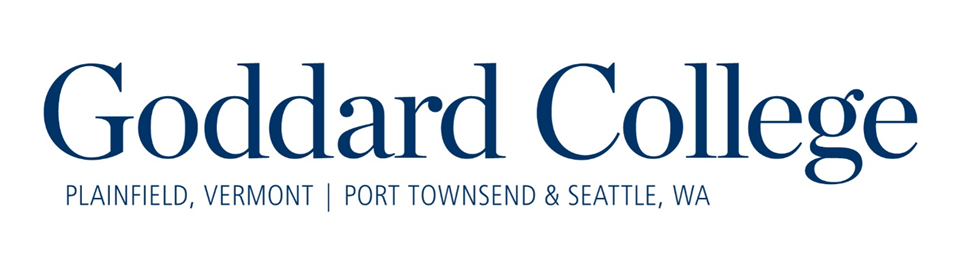 Goddard College
PLAINFIELD, VERMONT | PORT TOWNSEND & SEATTLE, WA